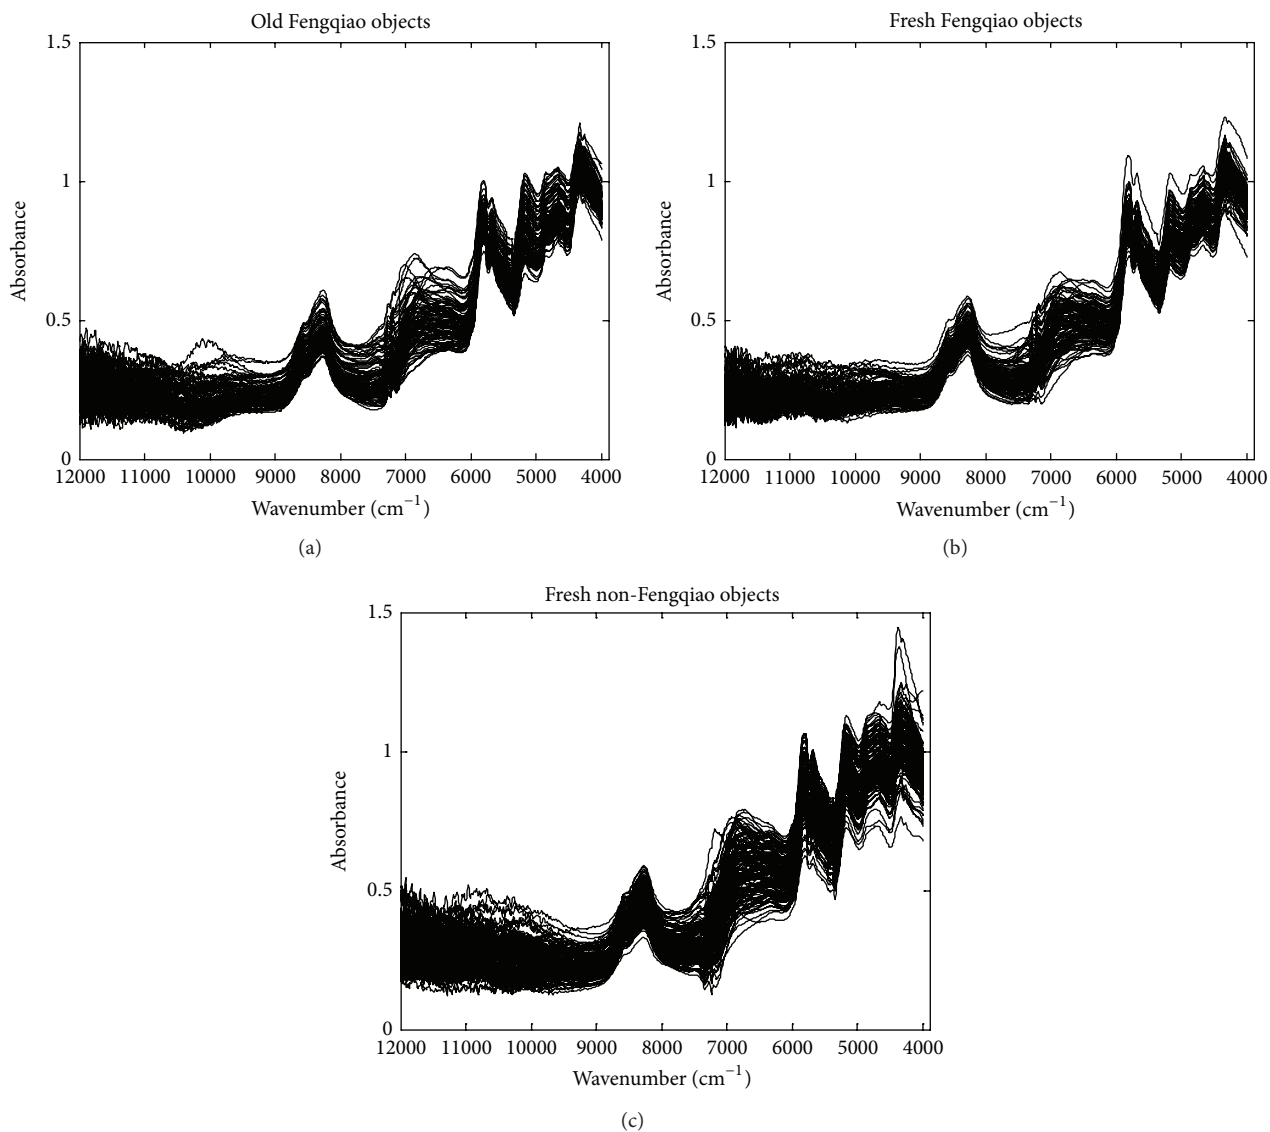 Old Fengqiao objects
1.5
1
0.5
0
Absorbance
12000 11000 10000 9000 8000 7000 6000 5000 4000
Wavenumber (cm⁻¹)
(a)
Fresh Fengqiao objects
1.5
1
0.5
0
Absorbance
12000 11000 10000 9000 8000 7000 6000 5000 4000
Wavenumber (cm⁻¹)
(b)
Fresh non-Fengqiao objects
1.5
1
0.5
0
Absorbance
12000 11000 10000 9000 8000 7000 6000 5000 4000
Wavenumber (cm⁻¹)
(c)